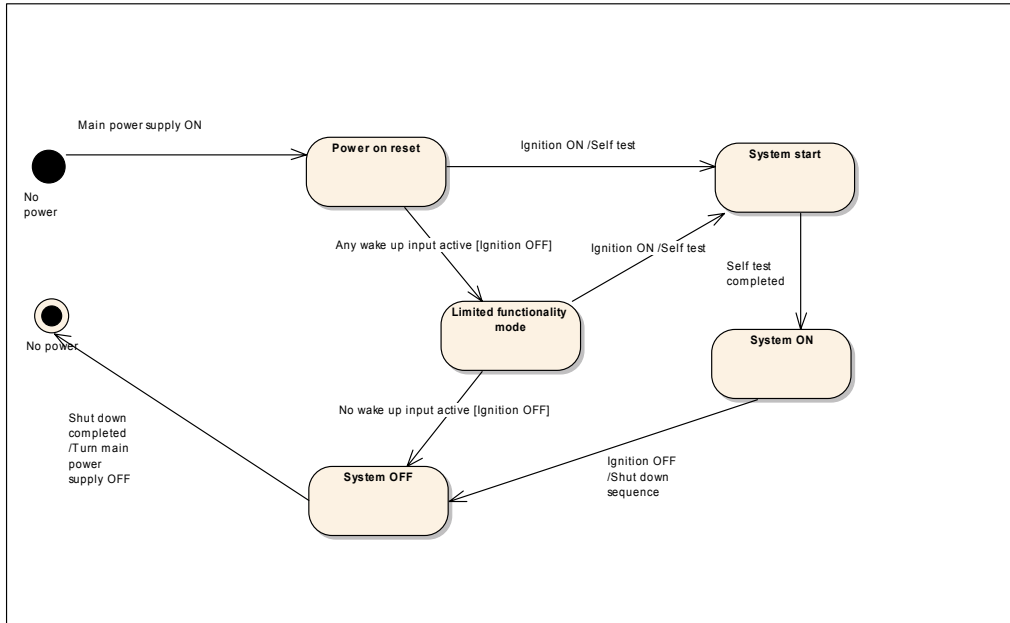 Main power supply ON
Power on reset
Ignition ON /Self test
System start
No
power
Any wake up input active [Ignition OFF]
Ignition ON /Self test
Self test
completed
Limited functionality
mode
System ON
No power
No wake up input active [Ignition OFF]
Shut down
completed
/Turn main
power
supply OFF
Ignition OFF
/Shut down
sequence
System OFF